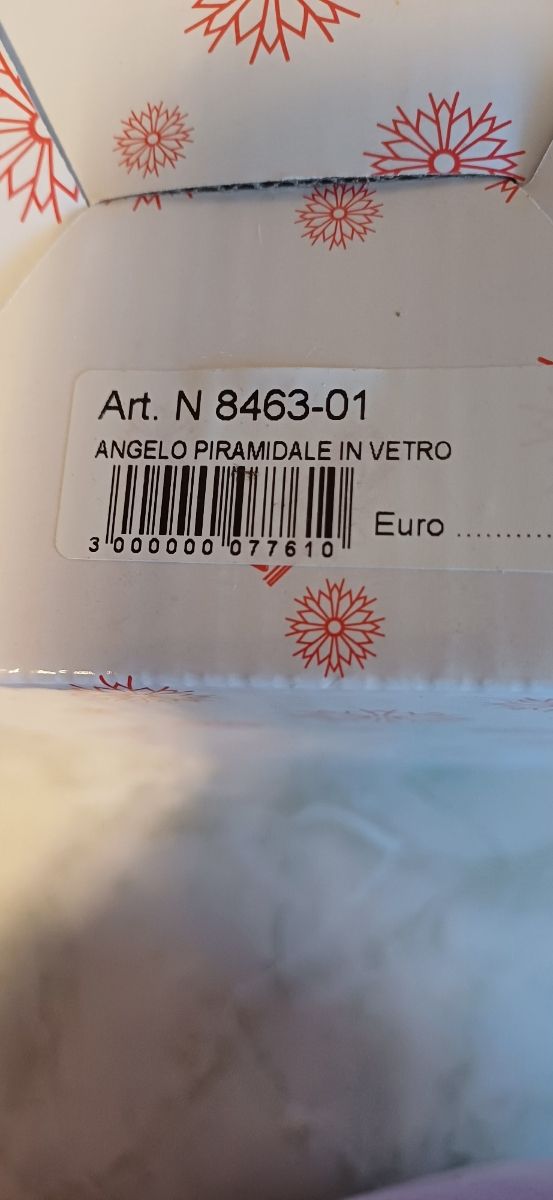 Art. N 8463-01
ANGELO PIRAMIDALE IN VETRO
Euro ..........
3 000000 077610